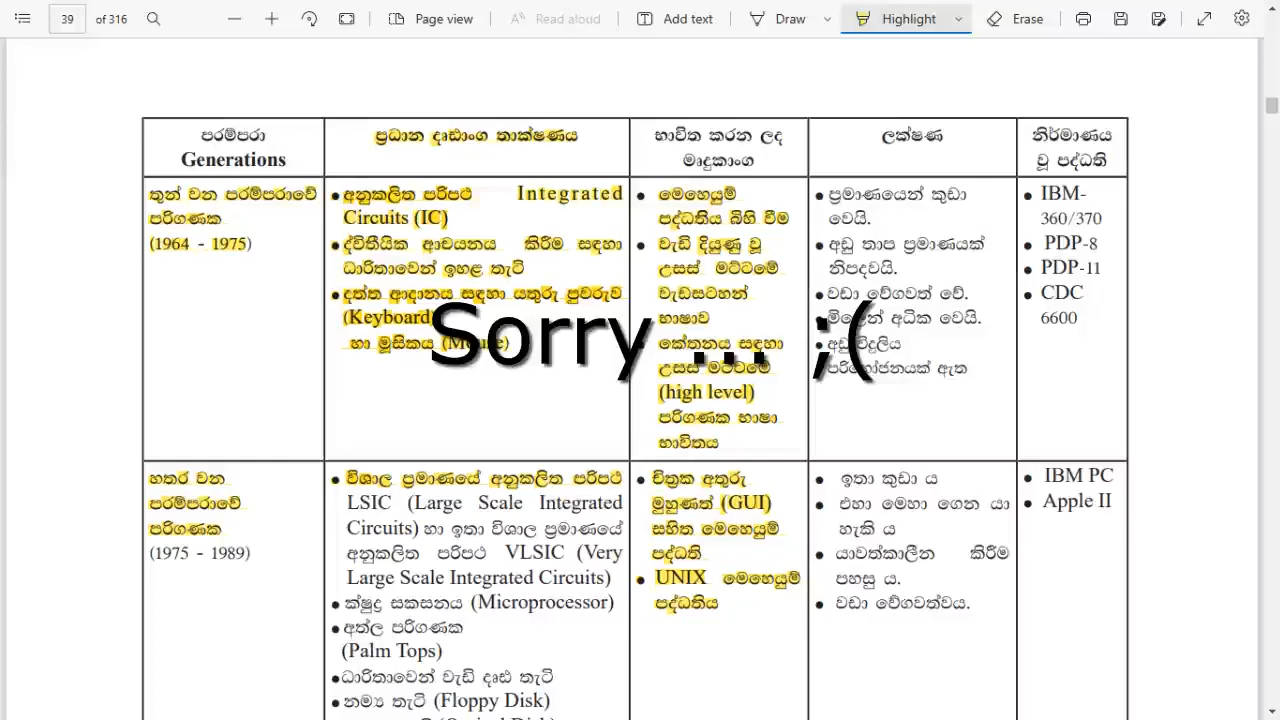 39 of 316 Page view Read aloud Add text Draw Highlight Erase
පරම්පරා
Generations
ප්‍රධාන දෘඪාංග තාක්ෂණය
භාවිත කරන ලද
මෘදුකාංග
ලක්ෂණ
නිර්මාණය
වූ පද්ධති
තුන් වන පරම්පරාවේ
පරිගණක
(1964 - 1975)
● අනුකලිත පරිපථ Integrated
Circuits (IC)
● ද්විතීයික ආචයනය කිරීම සඳහා
ධාරිතාවෙන් ඉහළ තැටි
● දත්ත ආදානය සඳහා යතුරු පුවරුව
(Keyboard)
හා මූසිකය (Mouse)
● මෙහෙයුම්
පද්ධතිය බිහි වීම
● වැඩි දියුණු වූ
උසස් මට්ටමේ
වැඩසටහන්
භාෂාව
● කේතනය සඳහා
උසස් මට්ටමේ
(high level)
පරිගණක භාෂා
භාවිතය
● ප්‍රමාණයෙන් කුඩා
වෙයි.
● අඩු තාප ප්‍රමාණයක්
නිපදවයි.
● වඩා වේගවත් වේ.
● මිලෙන් අධික වෙයි.
● අඩු විදුලිය
පරිභෝජනයක් ඇත
● IBM-
360/370
● PDP-8
● PDP-11
● CDC
6600
Sorry ... ;(
හතර වන
පරම්පරාවේ
පරිගණක
(1975 - 1989)
● විශාල ප්‍රමාණයේ අනුකලිත පරිපථ
LSIC (Large Scale Integrated
Circuits) හා ඉතා විශාල ප්‍රමාණයේ
අනුකලිත පරිපථ VLSIC (Very
Large Scale Integrated Circuits)
● ක්ෂුද්‍ර සකසනය (Microprocessor)
● අත්ල පරිගණක
(Palm Tops)
● ධාරිතාවෙන් වැඩි දෘඪ තැටි
● නම්‍ය තැටි (Floppy Disk)
● චිත්‍රක අතුරු
මුහුණත් (GUI)
සහිත මෙහෙයුම්
පද්ධති
● UNIX මෙහෙයුම්
පද්ධතිය
● ඉතා කුඩා ය
● එහා මෙහා ගෙන යා
හැකි ය
● යාවත්කාලීන කිරීම
පහසු ය.
● වඩා වේගවත්වය.
● IBM PC
● Apple II